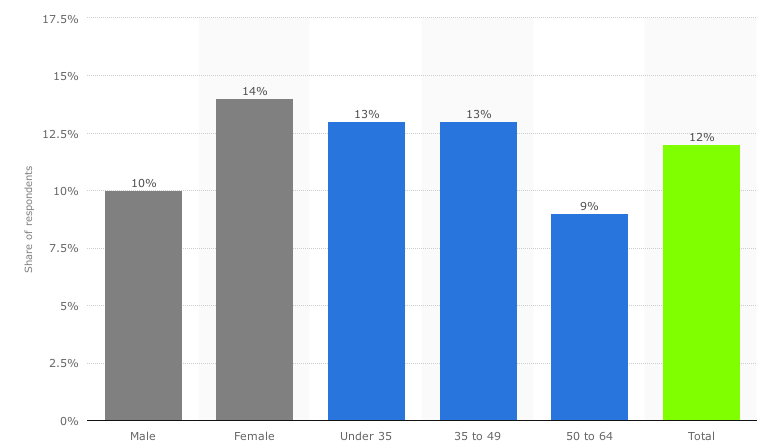 17.5%
15%
12.5%
10%
7.5%
5%
2.5%
0%
Share of respondents
10%
14%
13%
13%
9%
12%
Male
Female
Under 35
35 to 49
50 to 64
Total